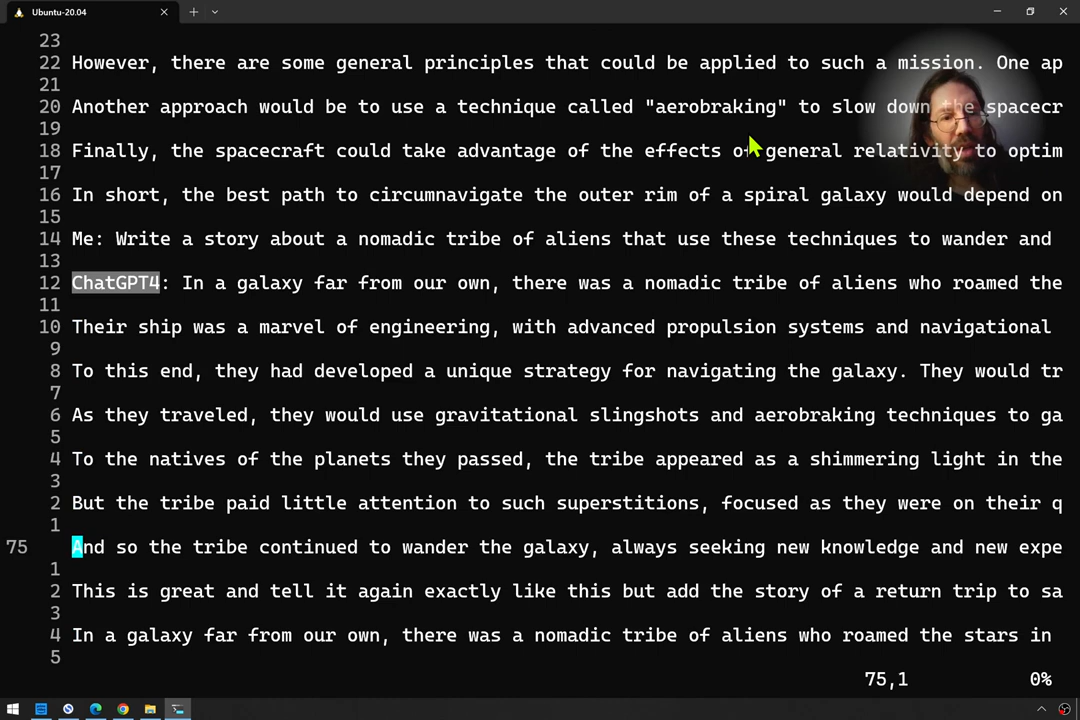 Ubuntu-20.04
23
22 However, there are some general principles that could be applied to such a mission. One ap
21
20 Another approach would be to use a technique called "aerobraking" to slow down the spacecr
19
18 Finally, the spacecraft could take advantage of the effects of general relativity to optim
17
16 In short, the best path to circumnavigate the outer rim of a spiral galaxy would depend on
15
14 Me: Write a story about a nomadic tribe of aliens that use these techniques to wander and
13
12 ChatGPT4: In a galaxy far from our own, there was a nomadic tribe of aliens who roamed the
11
10 Their ship was a marvel of engineering, with advanced propulsion systems and navigational
9
8 To this end, they had developed a unique strategy for navigating the galaxy. They would tr
7
6 As they traveled, they would use gravitational slingshots and aerobraking techniques to ga
5
4 To the natives of the planets they passed, the tribe appeared as a shimmering light in the
3
2 But the tribe paid little attention to such superstitions, focused as they were on their q
1
75 And so the tribe continued to wander the galaxy, always seeking new knowledge and new expe
1
2 This is great and tell it again exactly like this but add the story of a return trip to sa
3
4 In a galaxy far from our own, there was a nomadic tribe of aliens who roamed the stars in
5
75,1 0%